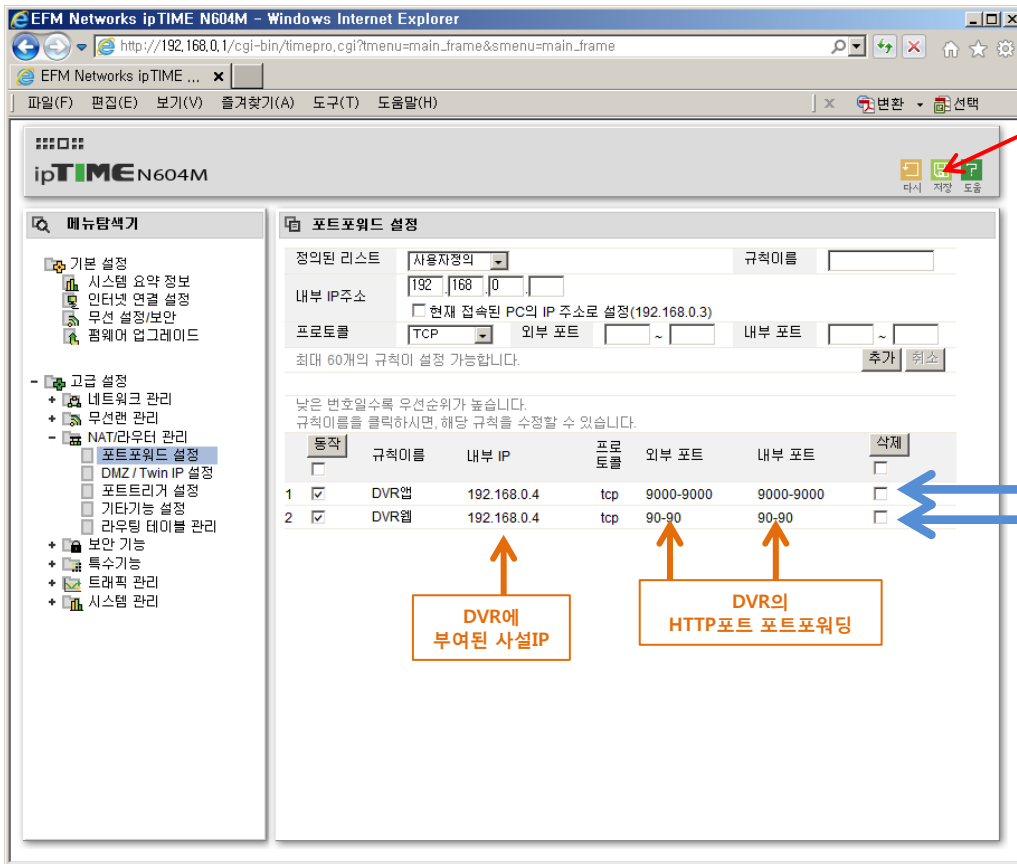 EFM Networks ipTIME N604M - Windows Internet Explorer
http://192.168.0.1/cgi-bin/timepro.cgi?tmenu=main_frame&smenu=main_frame
EFM Networks ipTIME ...
파일(F) 편집(E) 보기(V) 즐겨찾기(A) 도구(T) 도움말(H)
변환 선택
ipTIME N604M
다시 저장 도움
메뉴탐색기
기본 설정
시스템 요약 정보
인터넷 연결 설정
무선 설정/보안
펌웨어 업그레이드
고급 설정
네트워크 관리
무선랜 관리
NAT/라우터 관리
포트포워드 설정
DMZ / Twin IP 설정
포트트리거 설정
기타기능 설정
라우팅 테이블 관리
보안 기능
특수기능
트래픽 관리
시스템 관리
포트포워드 설정
정의된 리스트 사용자정의 규칙이름
내부 IP주소 192 . 168 . 0 .
현재 접속된 PC의 IP 주소로 설정(192.168.0.3)
프로토콜 TCP 외부 포트 ~ 내부 포트 ~
최대 60개의 규칙이 설정 가능합니다. 추가 취소
낮은 번호일수록 우선순위가 높습니다.
규칙이름을 클릭하시면, 해당 규칙을 수정할 수 있습니다.
동작 규칙이름 내부 IP 프로토콜 외부 포트 내부 포트 삭제
1 DVR앱 192.168.0.4 tcp 9000-9000 9000-9000
2 DVR웹 192.168.0.4 tcp 90-90 90-90
DVR에
부여된 사설IP
DVR의
HTTP포트 포트포워딩